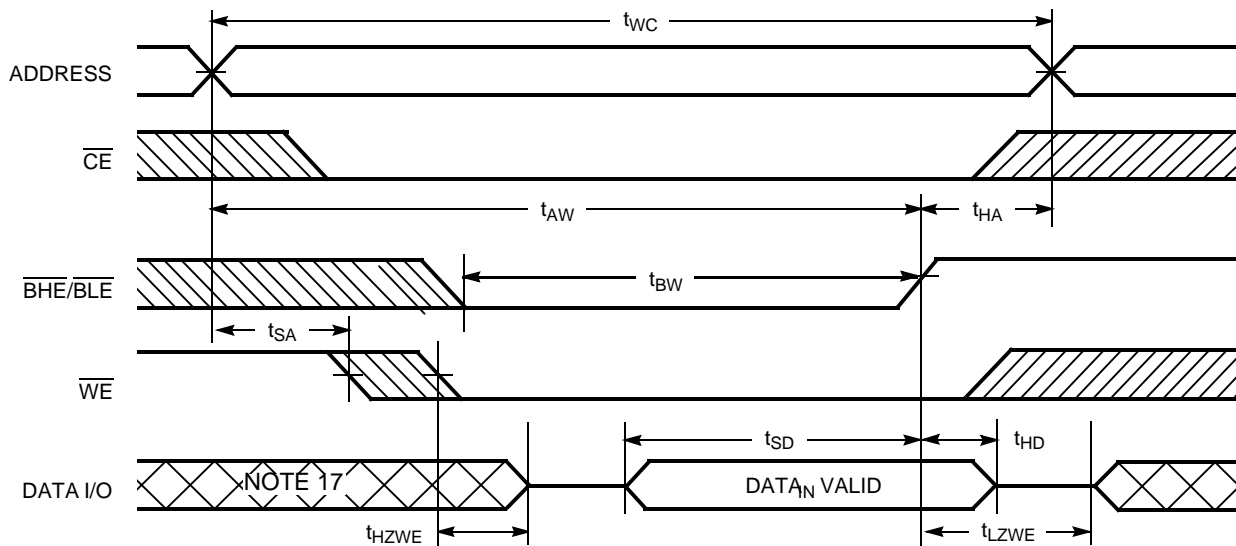 tWC
ADDRESS
CE
tAW
tHA
BHE/BLE
tBW
tSA
WE
tSD
tHD
DATA I/O
NOTE 17
DATAIN VALID
tHZWE
tLZWE